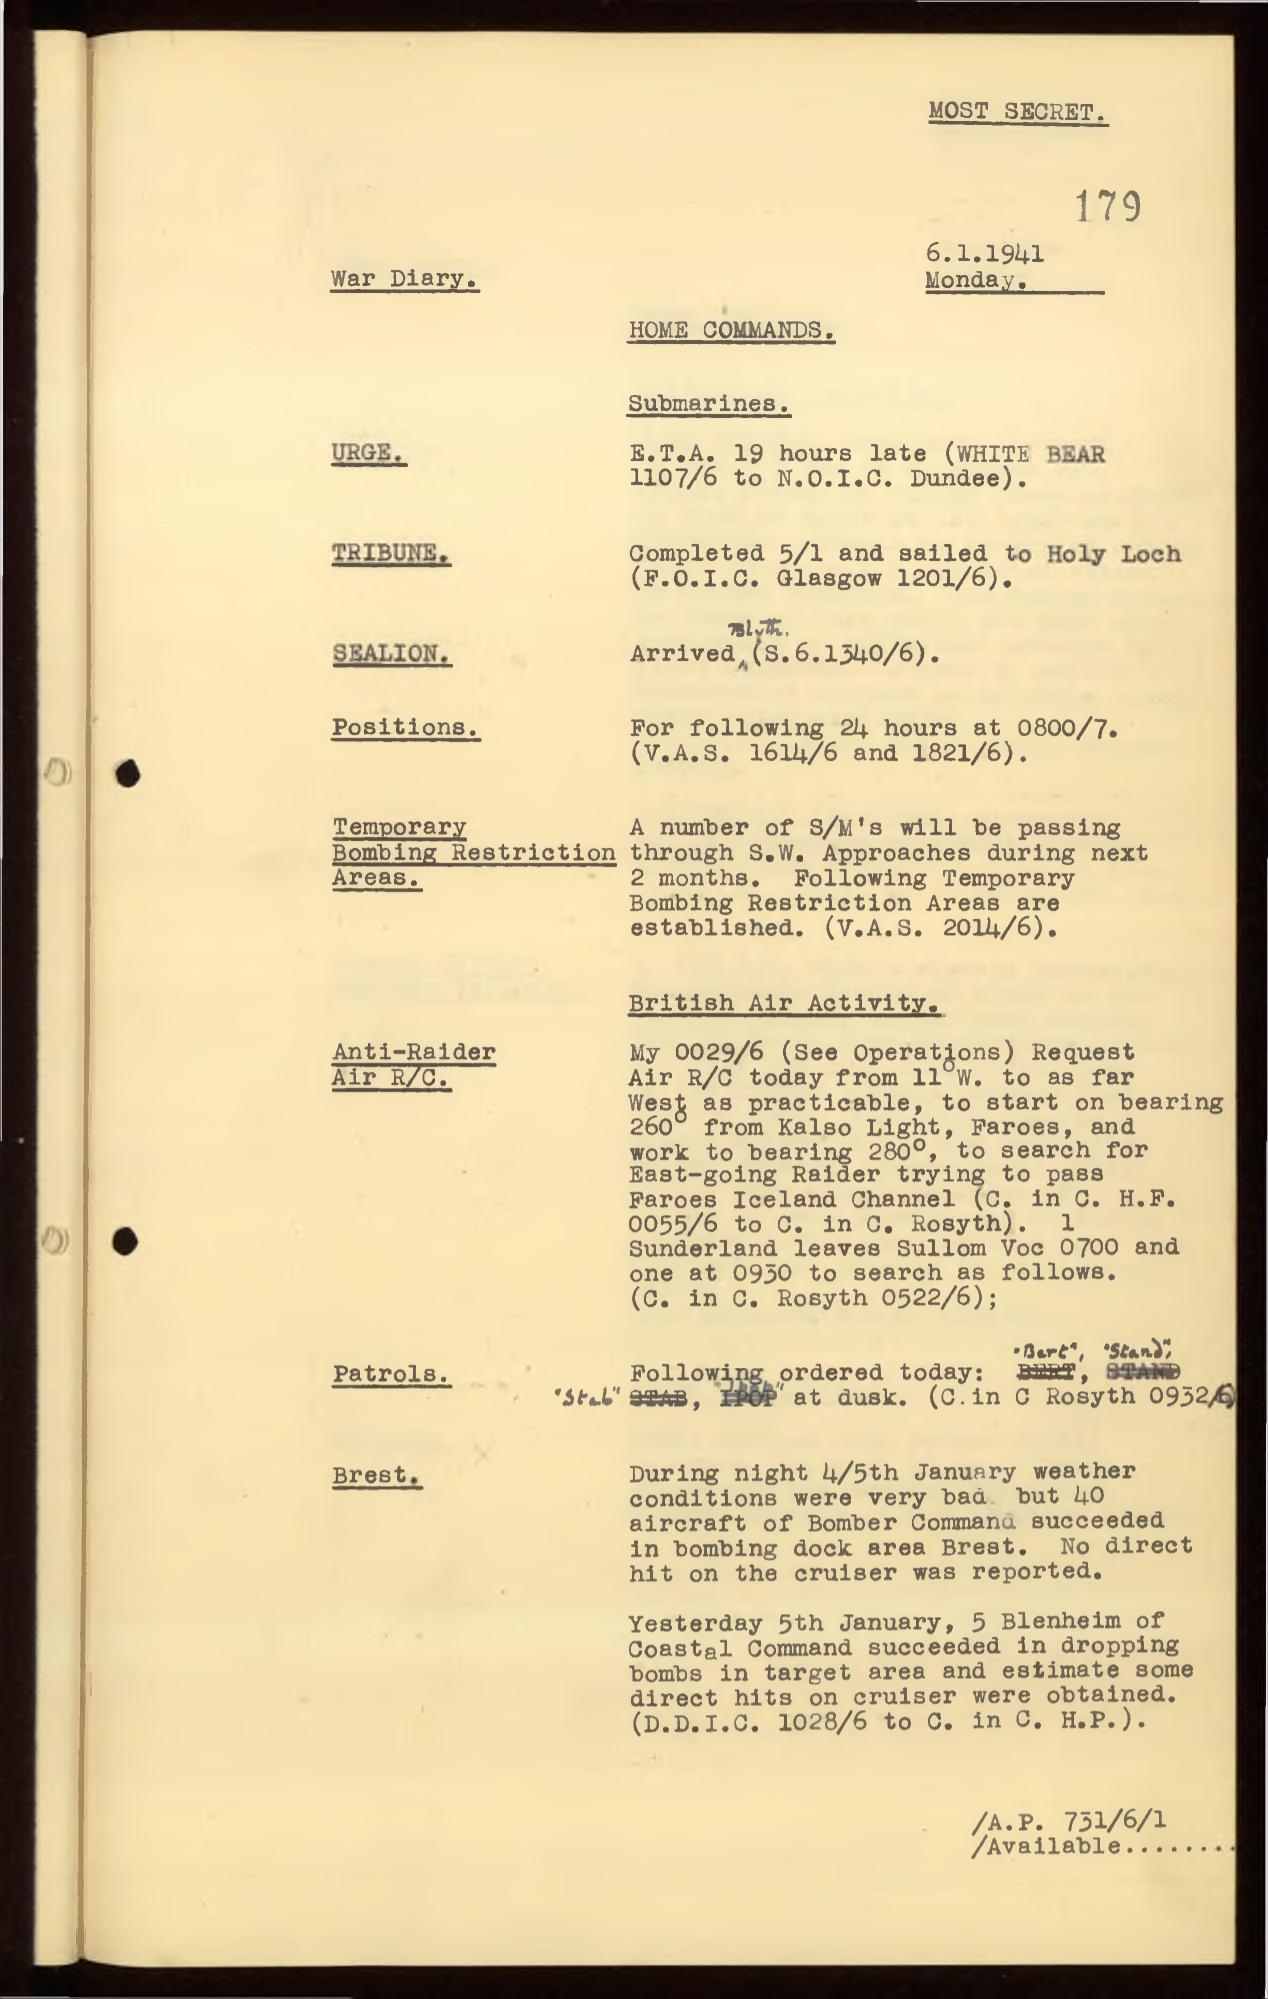 MOST SECRET.
179
6.1.1941
War Diary.
Monday.
HOME COMMANDS.
Submarines.
URGE.
E.T.A. 19 hours late (WHITE BEAR
1107/6 to N.O.I.C. Dundee).
TRIBUNE.
Completed 5/1 and sailed to Holy Loch
(F.O.I.C. Glasgow 1201/6).
Blyth.
SEALION.
Arrived (S.6.1340/6).
Positions.
For following 24 hours at 0800/7.
(V.A.S. 1614/6 and 1821/6).
Temporary
Bombing Restriction
Areas.
A number of S/M's will be passing
through S.W. Approaches during next
2 months. Following Temporary
Bombing Restriction Areas are
established. (V.A.S. 2014/6).
British Air Activity.
Anti-Raider
Air R/C.
My 0029/6 (See Operations) Request
Air R/C today from 11°W. to as far
West as practicable, to start on bearing
260° from Kalso Light, Faroes, and
work to bearing 280°, to search for
East-going Raider trying to pass
Faroes Iceland Channel (C. in C. H.F.
0055/6 to C. in C. Rosyth). 1
Sunderland leaves Sullom Voc 0700 and
one at 0930 to search as follows.
(C. in C. Rosyth 0522/6);
"Bert", "Stand",
Patrols.
Following ordered today: BERT, STAND
"Stab" STAB, at dusk. (C.in C Rosyth 0932/6)
Brest.
During night 4/5th January weather
conditions were very bad but 40
aircraft of Bomber Command succeeded
in bombing dock area Brest. No direct
hit on the cruiser was reported.
Yesterday 5th January, 5 Blenheim of
Coastal Command succeeded in dropping
bombs in target area and estimate some
direct hits on cruiser were obtained.
(D.D.I.C. 1028/6 to C. in C. H.P.).
/A.P. 731/6/1
/Available........